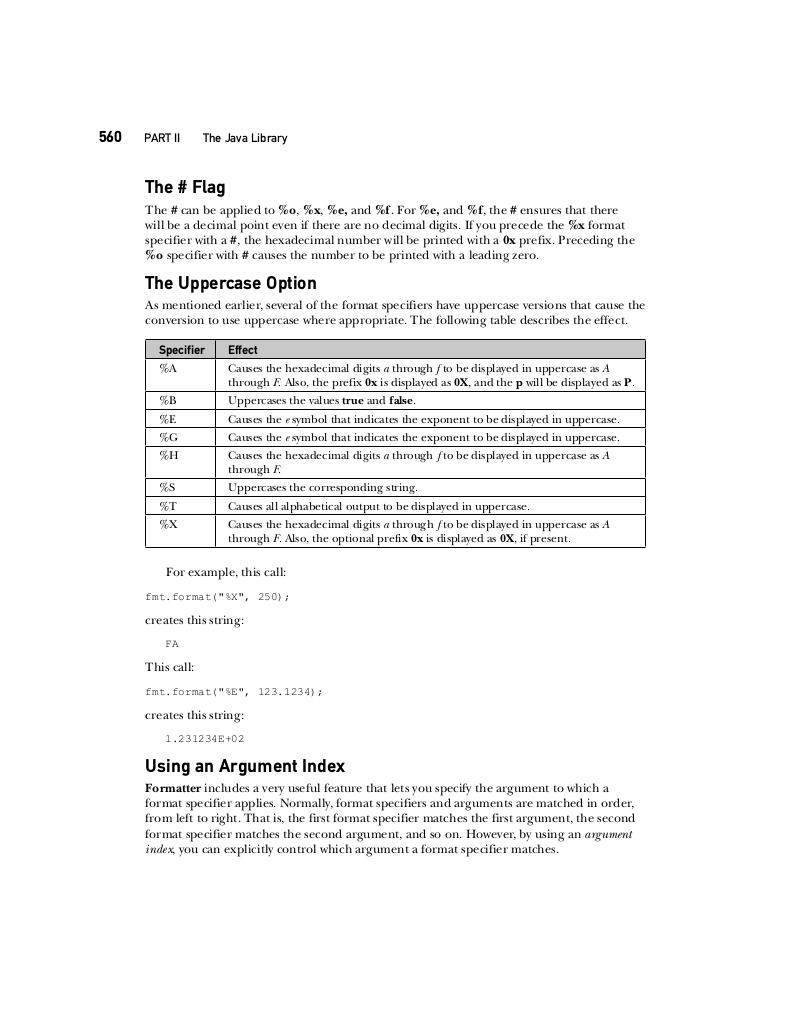 560 PART II The Java Library
The # Flag
The # can be applied to %o, %x, %e, and %f. For %e, and %f, the # ensures that there
will be a decimal point even if there are no decimal digits. If you precede the %x format
specifier with a #, the hexadecimal number will be printed with a 0x prefix. Preceding the
%o specifier with # causes the number to be printed with a leading zero.
The Uppercase Option
As mentioned earlier, several of the format specifiers have uppercase versions that cause the
conversion to use uppercase where appropriate. The following table describes the effect.
Specifier Effect
%A Causes the hexadecimal digits a through f to be displayed in uppercase as A
through F. Also, the prefix 0x is displayed as 0X, and the p will be displayed as P.
%B Uppercases the values true and false.
%E Causes the e symbol that indicates the exponent to be displayed in uppercase.
%G Causes the e symbol that indicates the exponent to be displayed in uppercase.
%H Causes the hexadecimal digits a through f to be displayed in uppercase as A
through F.
%S Uppercases the corresponding string.
%T Causes all alphabetical output to be displayed in uppercase.
%X Causes the hexadecimal digits a through f to be displayed in uppercase as A
through F. Also, the optional prefix 0x is displayed as 0X, if present.
For example, this call:
fmt.format("%X", 250);
creates this string:
FA
This call:
fmt.format("%E", 123.1234);
creates this string:
1.231234E+02
Using an Argument Index
Formatter includes a very useful feature that lets you specify the argument to which a
format specifier applies. Normally, format specifiers and arguments are matched in order,
from left to right. That is, the first format specifier matches the first argument, the second
format specifier matches the second argument, and so on. However, by using an argument
index, you can explicitly control which argument a format specifier matches.